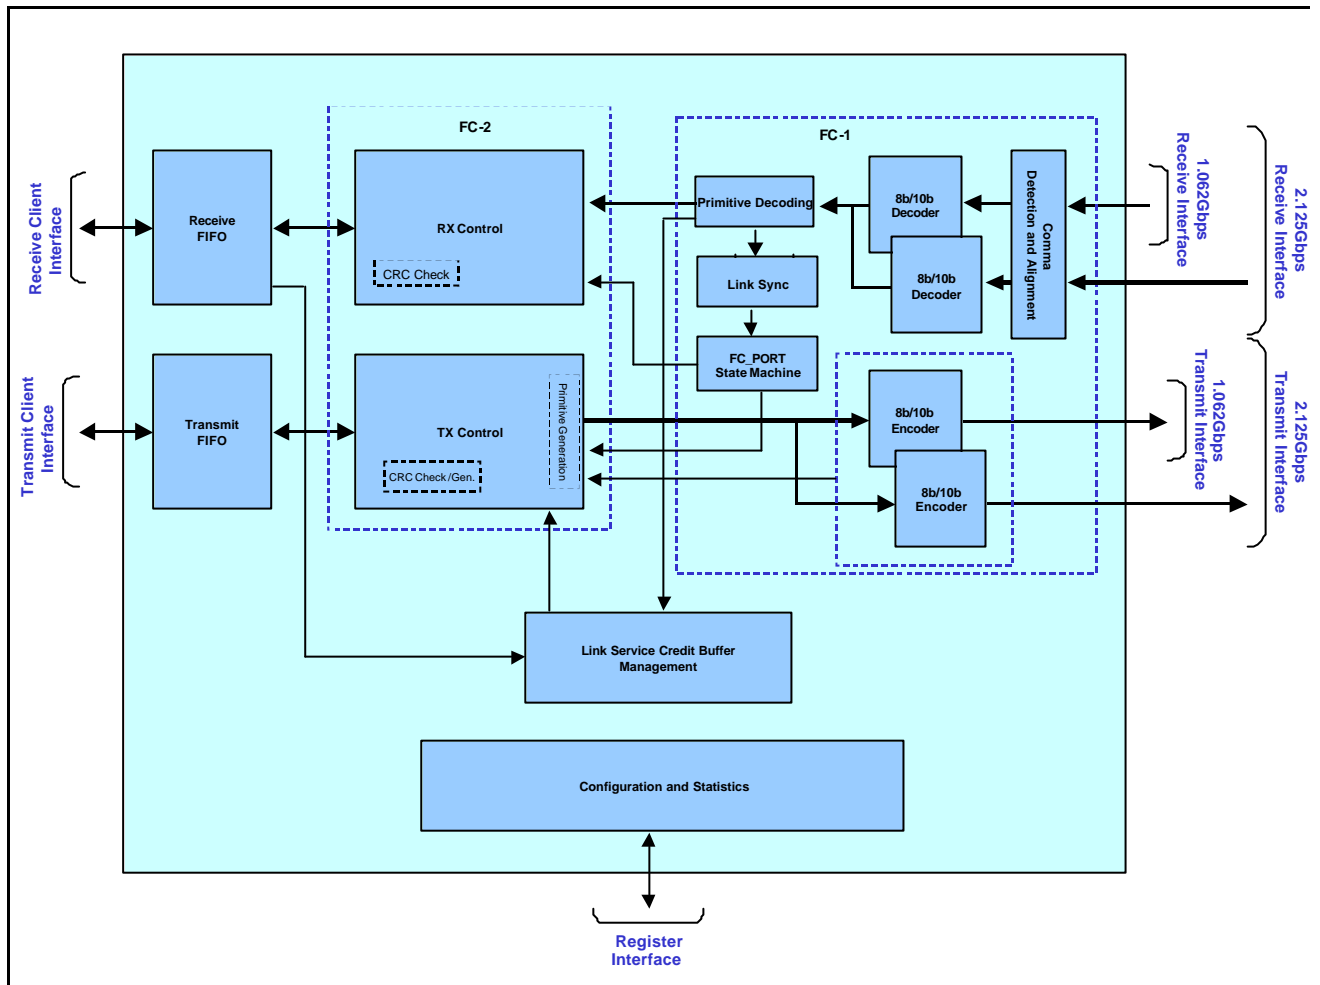 FC-2
FC-1
Receive Client
Interface
Receive
FIFO
RX Control
CRC Check
Primitive Decoding
Link Sync
FC_PORT
State Machine
8b/10b
Decoder
8b/10b
Decoder
Comma
Detection and Alignment
1.062Gbps
Receive Interface
2.125Gbps
Receive Interface
Transmit Client
Interface
Transmit
FIFO
TX Control
CRC Check/Gen.
Primitive Generation
8b/10b
Encoder
8b/10b
Encoder
1.062Gbps
Transmit Interface
2.125Gbps
Transmit Interface
Link Service Credit Buffer
Management
Configuration and Statistics
Register
Interface